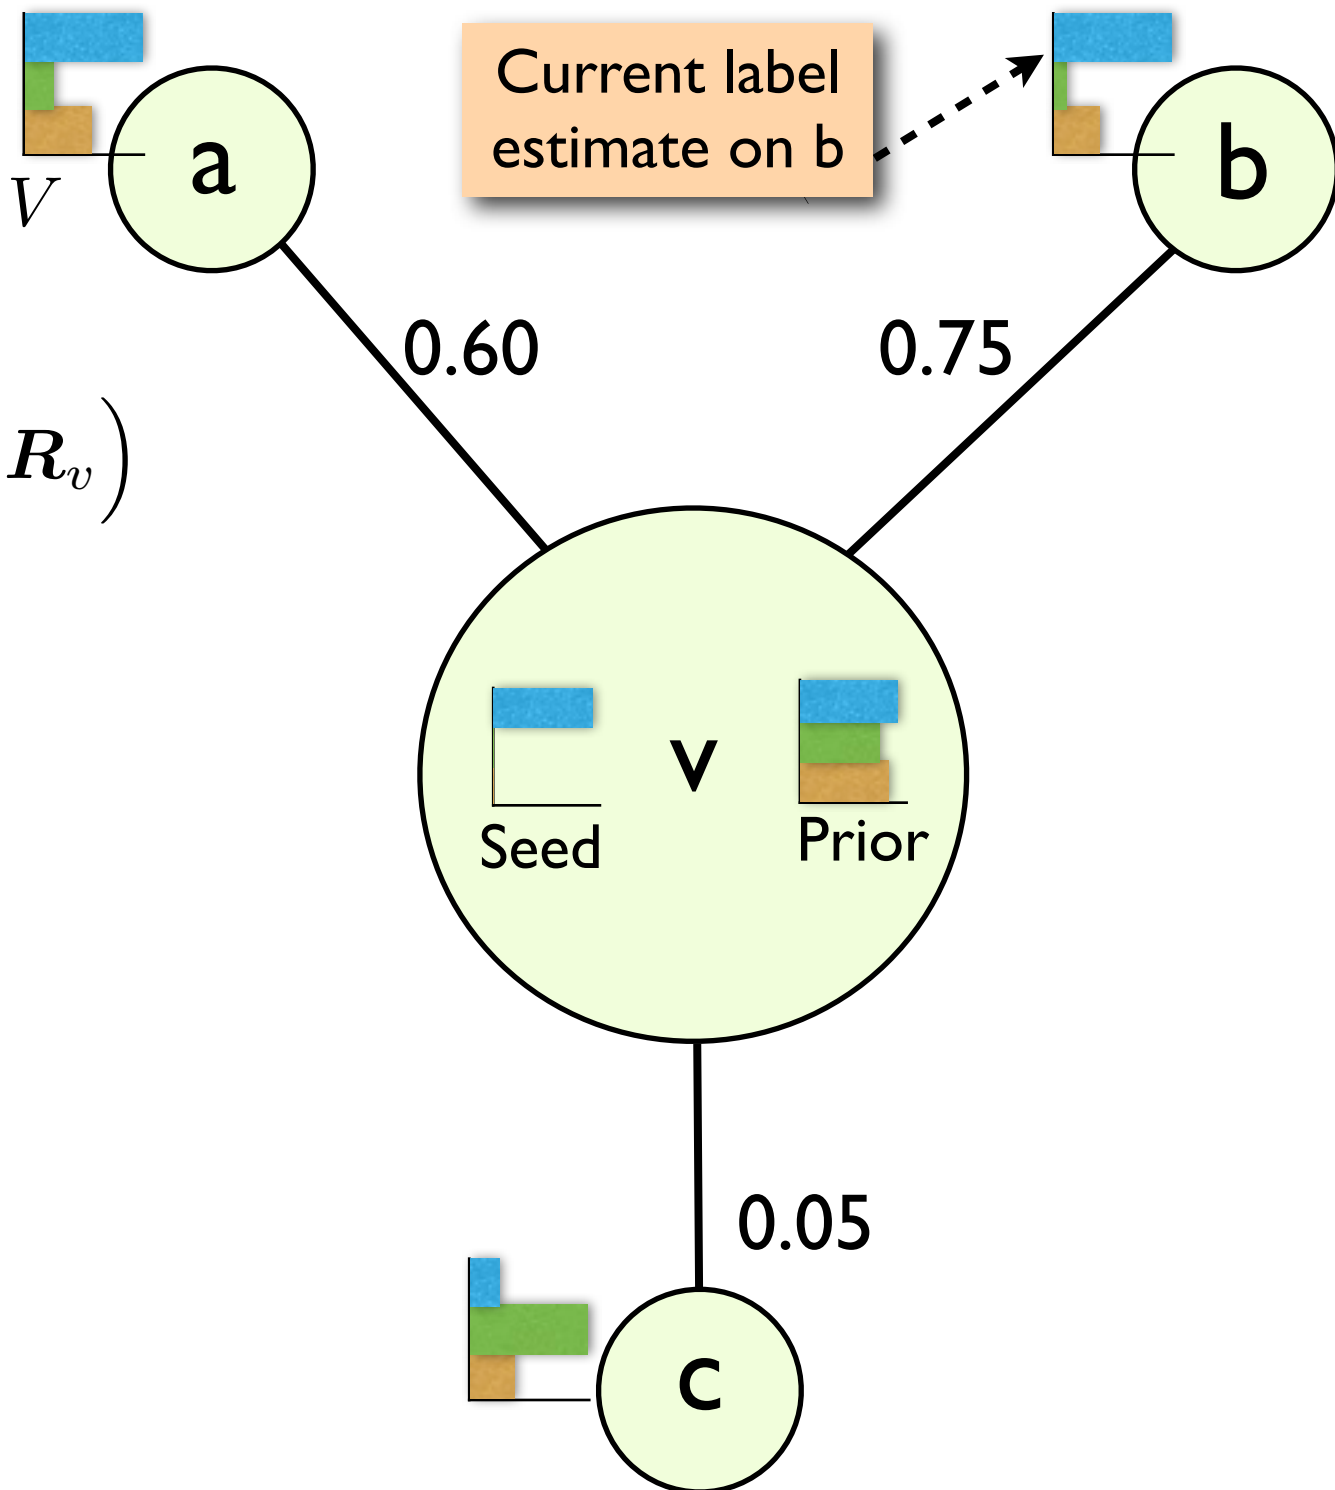 Current label
estimate on b
a
b
V
0.60
0.75
R_v)
v
Seed
Prior
0.05
c